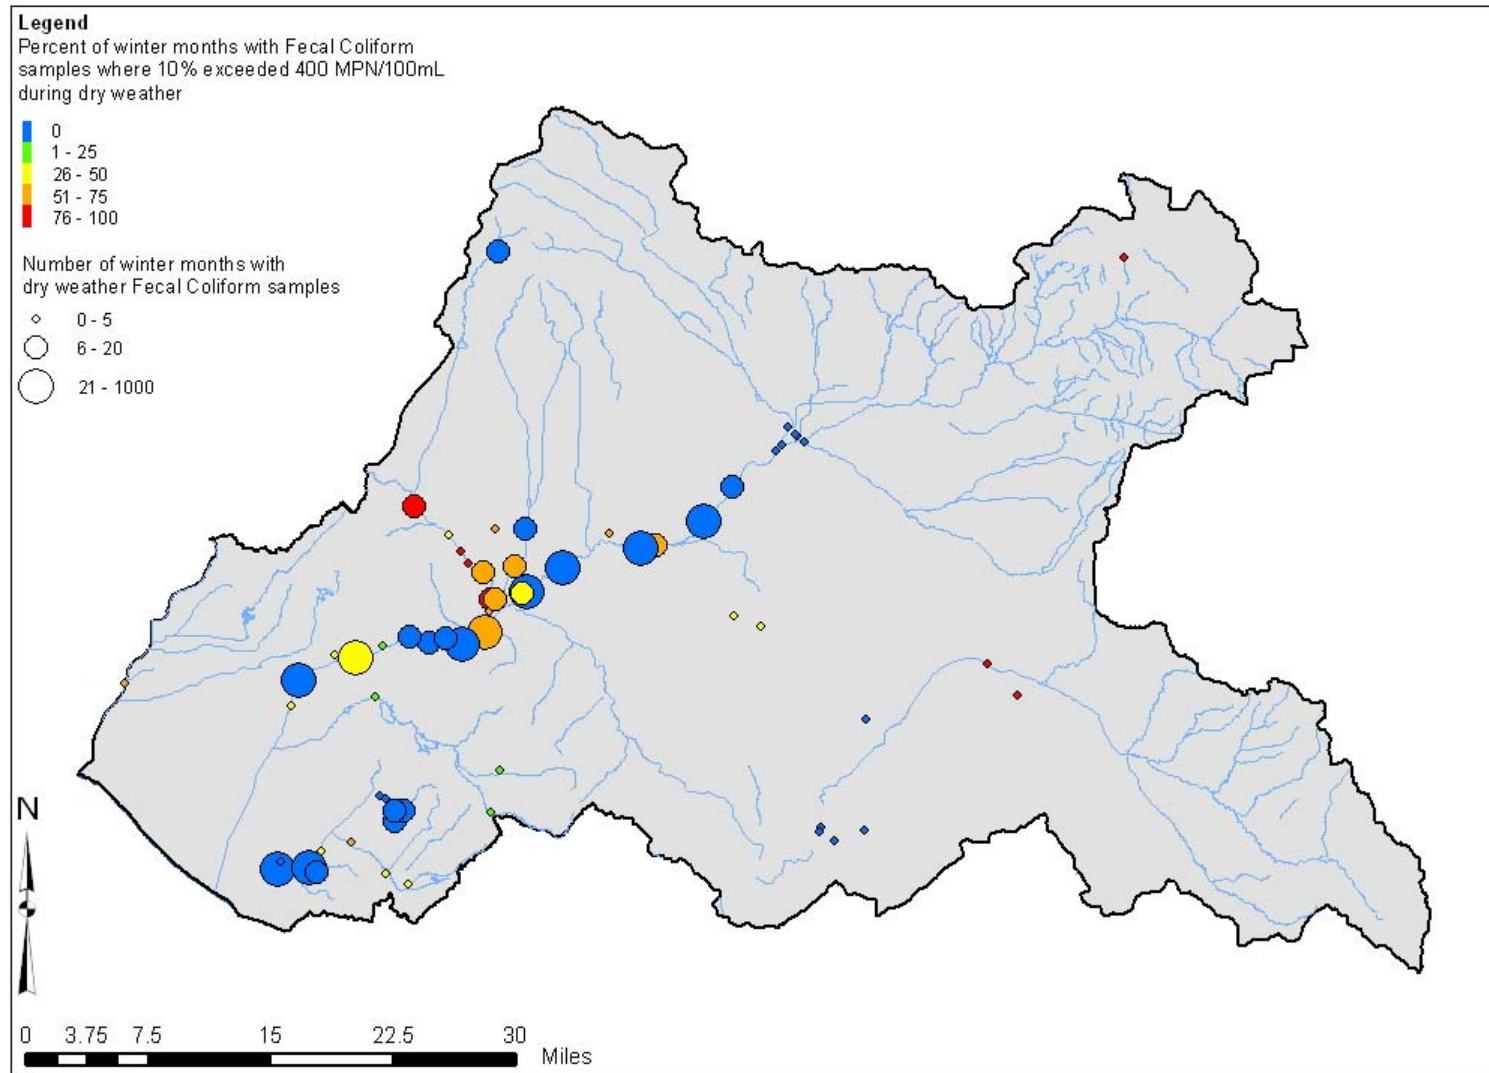 Legend
Percent of winter months with Fecal Coliform
samples where 10% exceeded 400 MPN/100mL
during dry weather
0
1 - 25
26 - 50
51 - 75
76 - 100
Number of winter months with
dry weather Fecal Coliform samples
0 - 5
6 - 20
21 - 1000
N
0 3.75 7.5 15 22.5 30
Miles